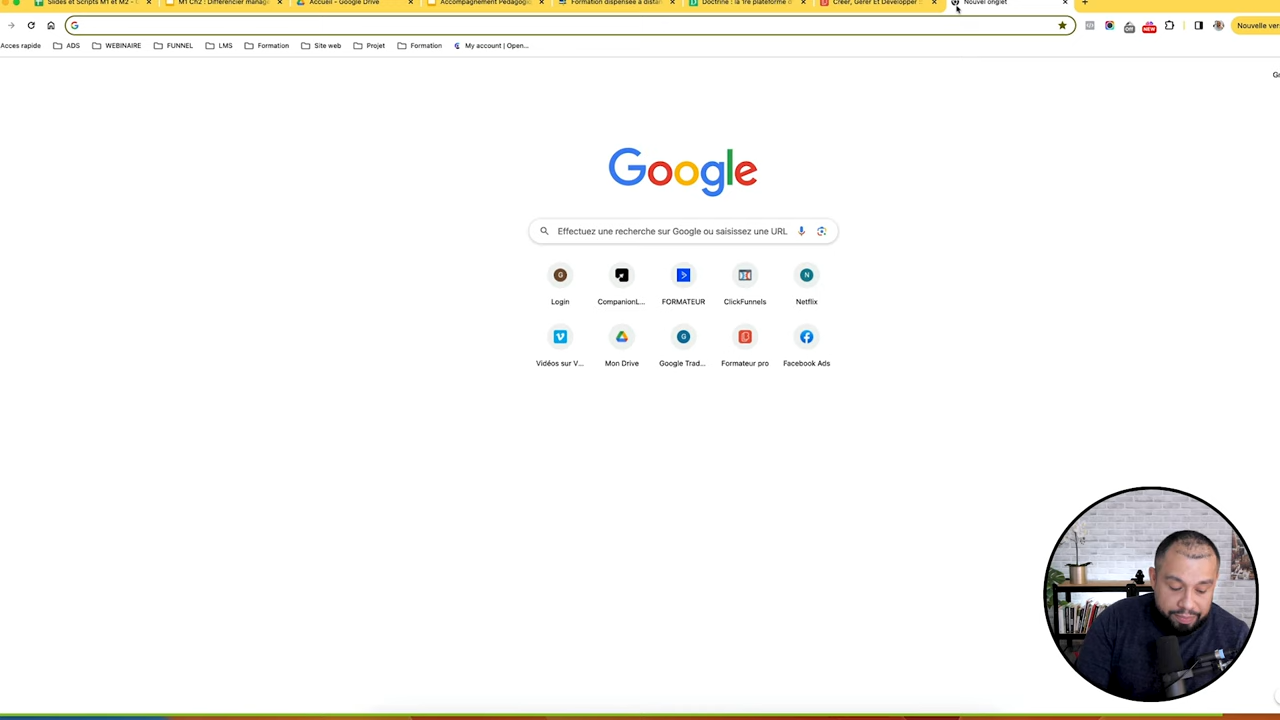 Slides et Scripts M1 et M2 - M1 Ch2 : Différencier manag Accueil - Google Drive Accompagnement Pédagog Formation dispensée à dista Doctrine : la 1re plateforme d Créer, Gérer Et Développer Nouvel onglet
Nouvelle ver
Acces rapide ADS WEBINAIRE FUNNEL LMS Formation Site web Projet Formation My account | Open...
Google
Effectuez une recherche sur Google ou saisissez une URL
Login CompanionL... FORMATEUR ClickFunnels Netflix
Vidéos sur V... Mon Drive Google Trad... Formateur pro Facebook Ads